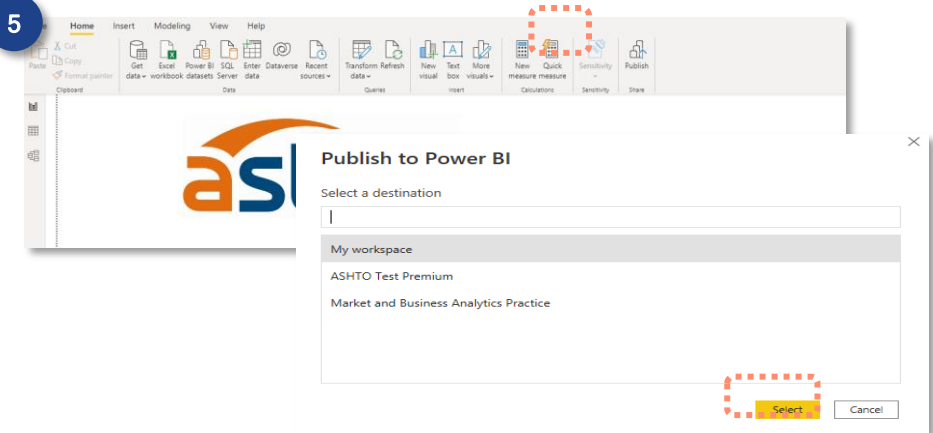 5
Home Insert Modeling View Help
Cut
Copy
Format painter
Paste
Clipboard
Get data
Excel workbook
Power BI datasets
SQL Server
Enter data
Dataverse
Recent sources
Data
Transform data
Refresh
Queries
New visual
Text box
More visuals
Insert
New measure
Quick measure
Calculations
Sensitivity
Sensitivity
Publish
Share
Publish to Power BI
Select a destination
My workspace
ASHTO Test Premium
Market and Business Analytics Practice
Select Cancel